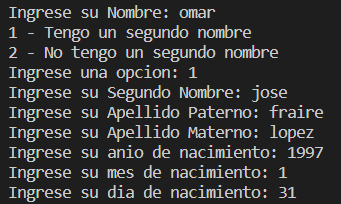 Ingrese su Nombre: omar
1 - Tengo un segundo nombre
2 - No tengo un segundo nombre
Ingrese una opcion: 1
Ingrese su Segundo Nombre: jose
Ingrese su Apellido Paterno: fraire
Ingrese su Apellido Materno: lopez
Ingrese su anio de nacimiento: 1997
Ingrese su mes de nacimiento: 1
Ingrese su dia de nacimiento: 31